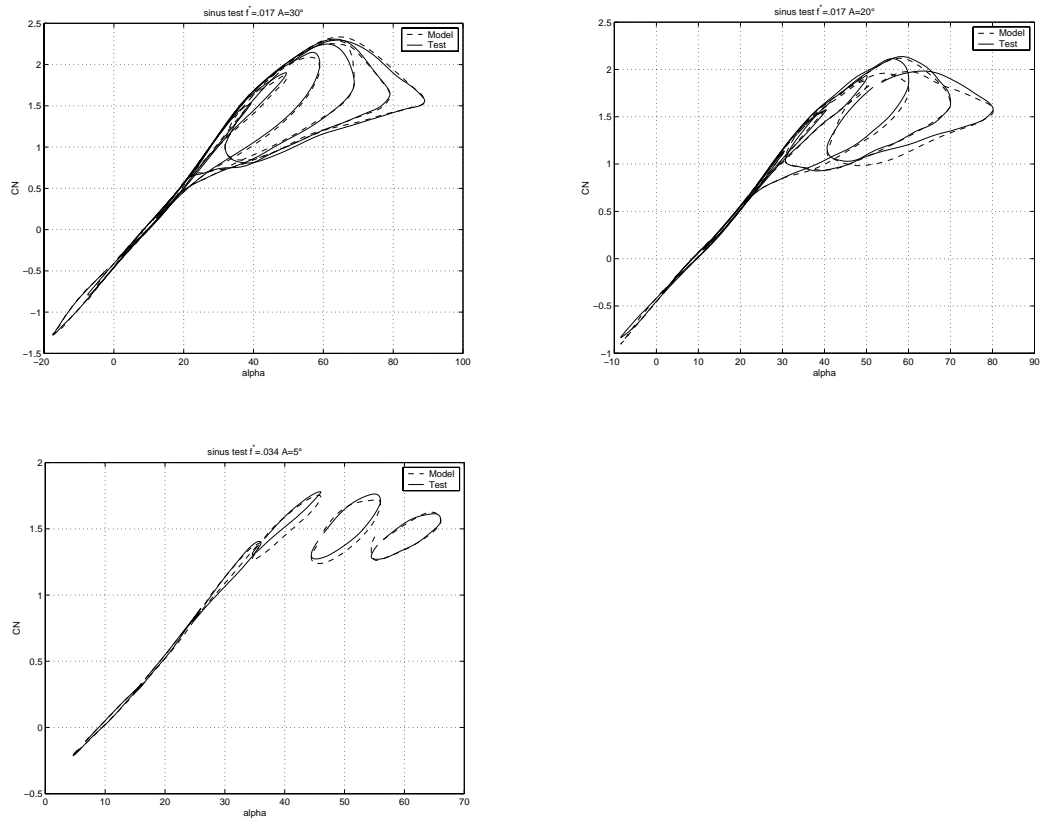 sinus test f*=.017 A=30°
Model
Test
2.5
2
1.5
1
0.5
0
−0.5
−1
−1.5
CN
−20 0 20 40 60 80 100
alpha
sinus test f*=.017 A=20°
Model
Test
2.5
2
1.5
1
0.5
0
−0.5
−1
CN
−10 0 10 20 30 40 50 60 70 80 90
alpha
sinus test f*=.034 A=5°
Model
Test
2
1.5
1
0.5
0
−0.5
CN
0 10 20 30 40 50 60 70
alpha